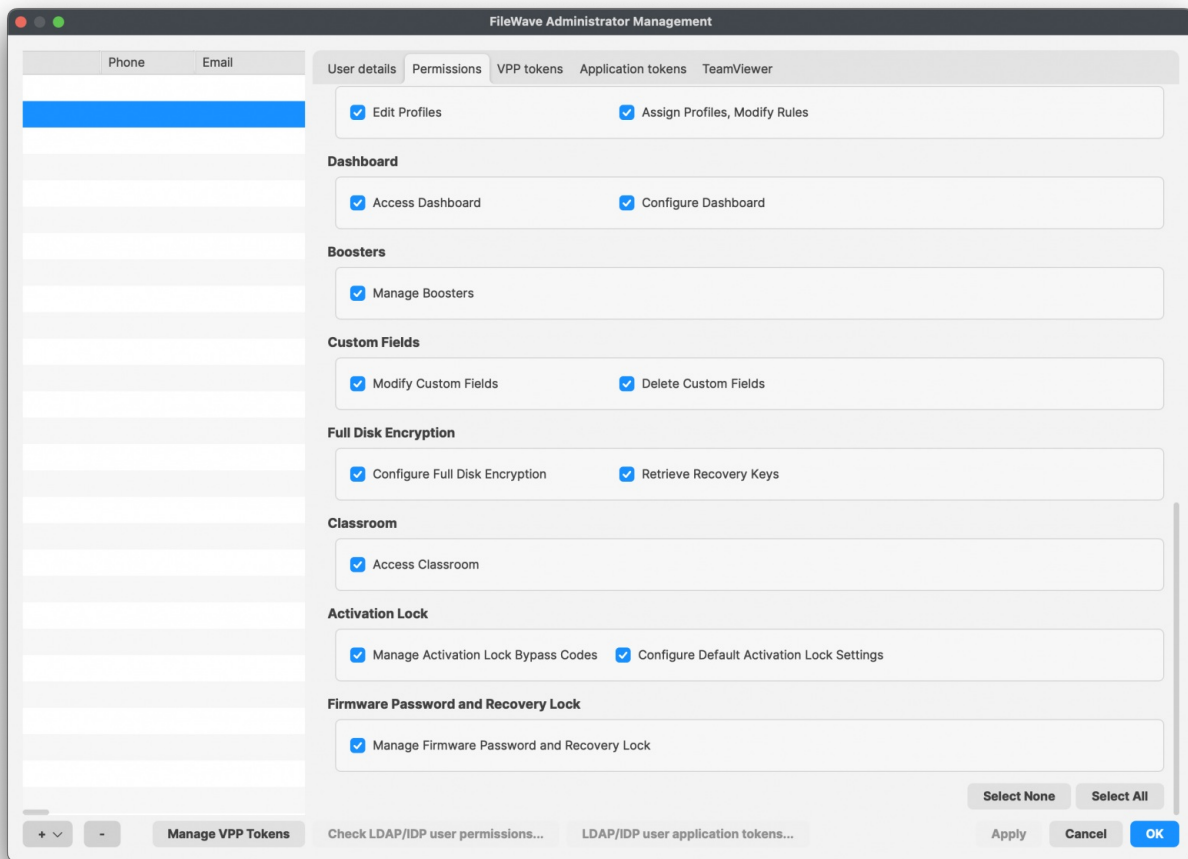 FileWave Administrator Management
Phone Email
User details Permissions VPP tokens Application tokens TeamViewer
Edit Profiles Assign Profiles, Modify Rules
Dashboard
Access Dashboard Configure Dashboard
Boosters
Manage Boosters
Custom Fields
Modify Custom Fields Delete Custom Fields
Full Disk Encryption
Configure Full Disk Encryption Retrieve Recovery Keys
Classroom
Access Classroom
Activation Lock
Manage Activation Lock Bypass Codes Configure Default Activation Lock Settings
Firmware Password and Recovery Lock
Manage Firmware Password and Recovery Lock
Select None Select All
+ - Manage VPP Tokens Check LDAP/IDP user permissions... LDAP/IDP user application tokens... Apply Cancel OK